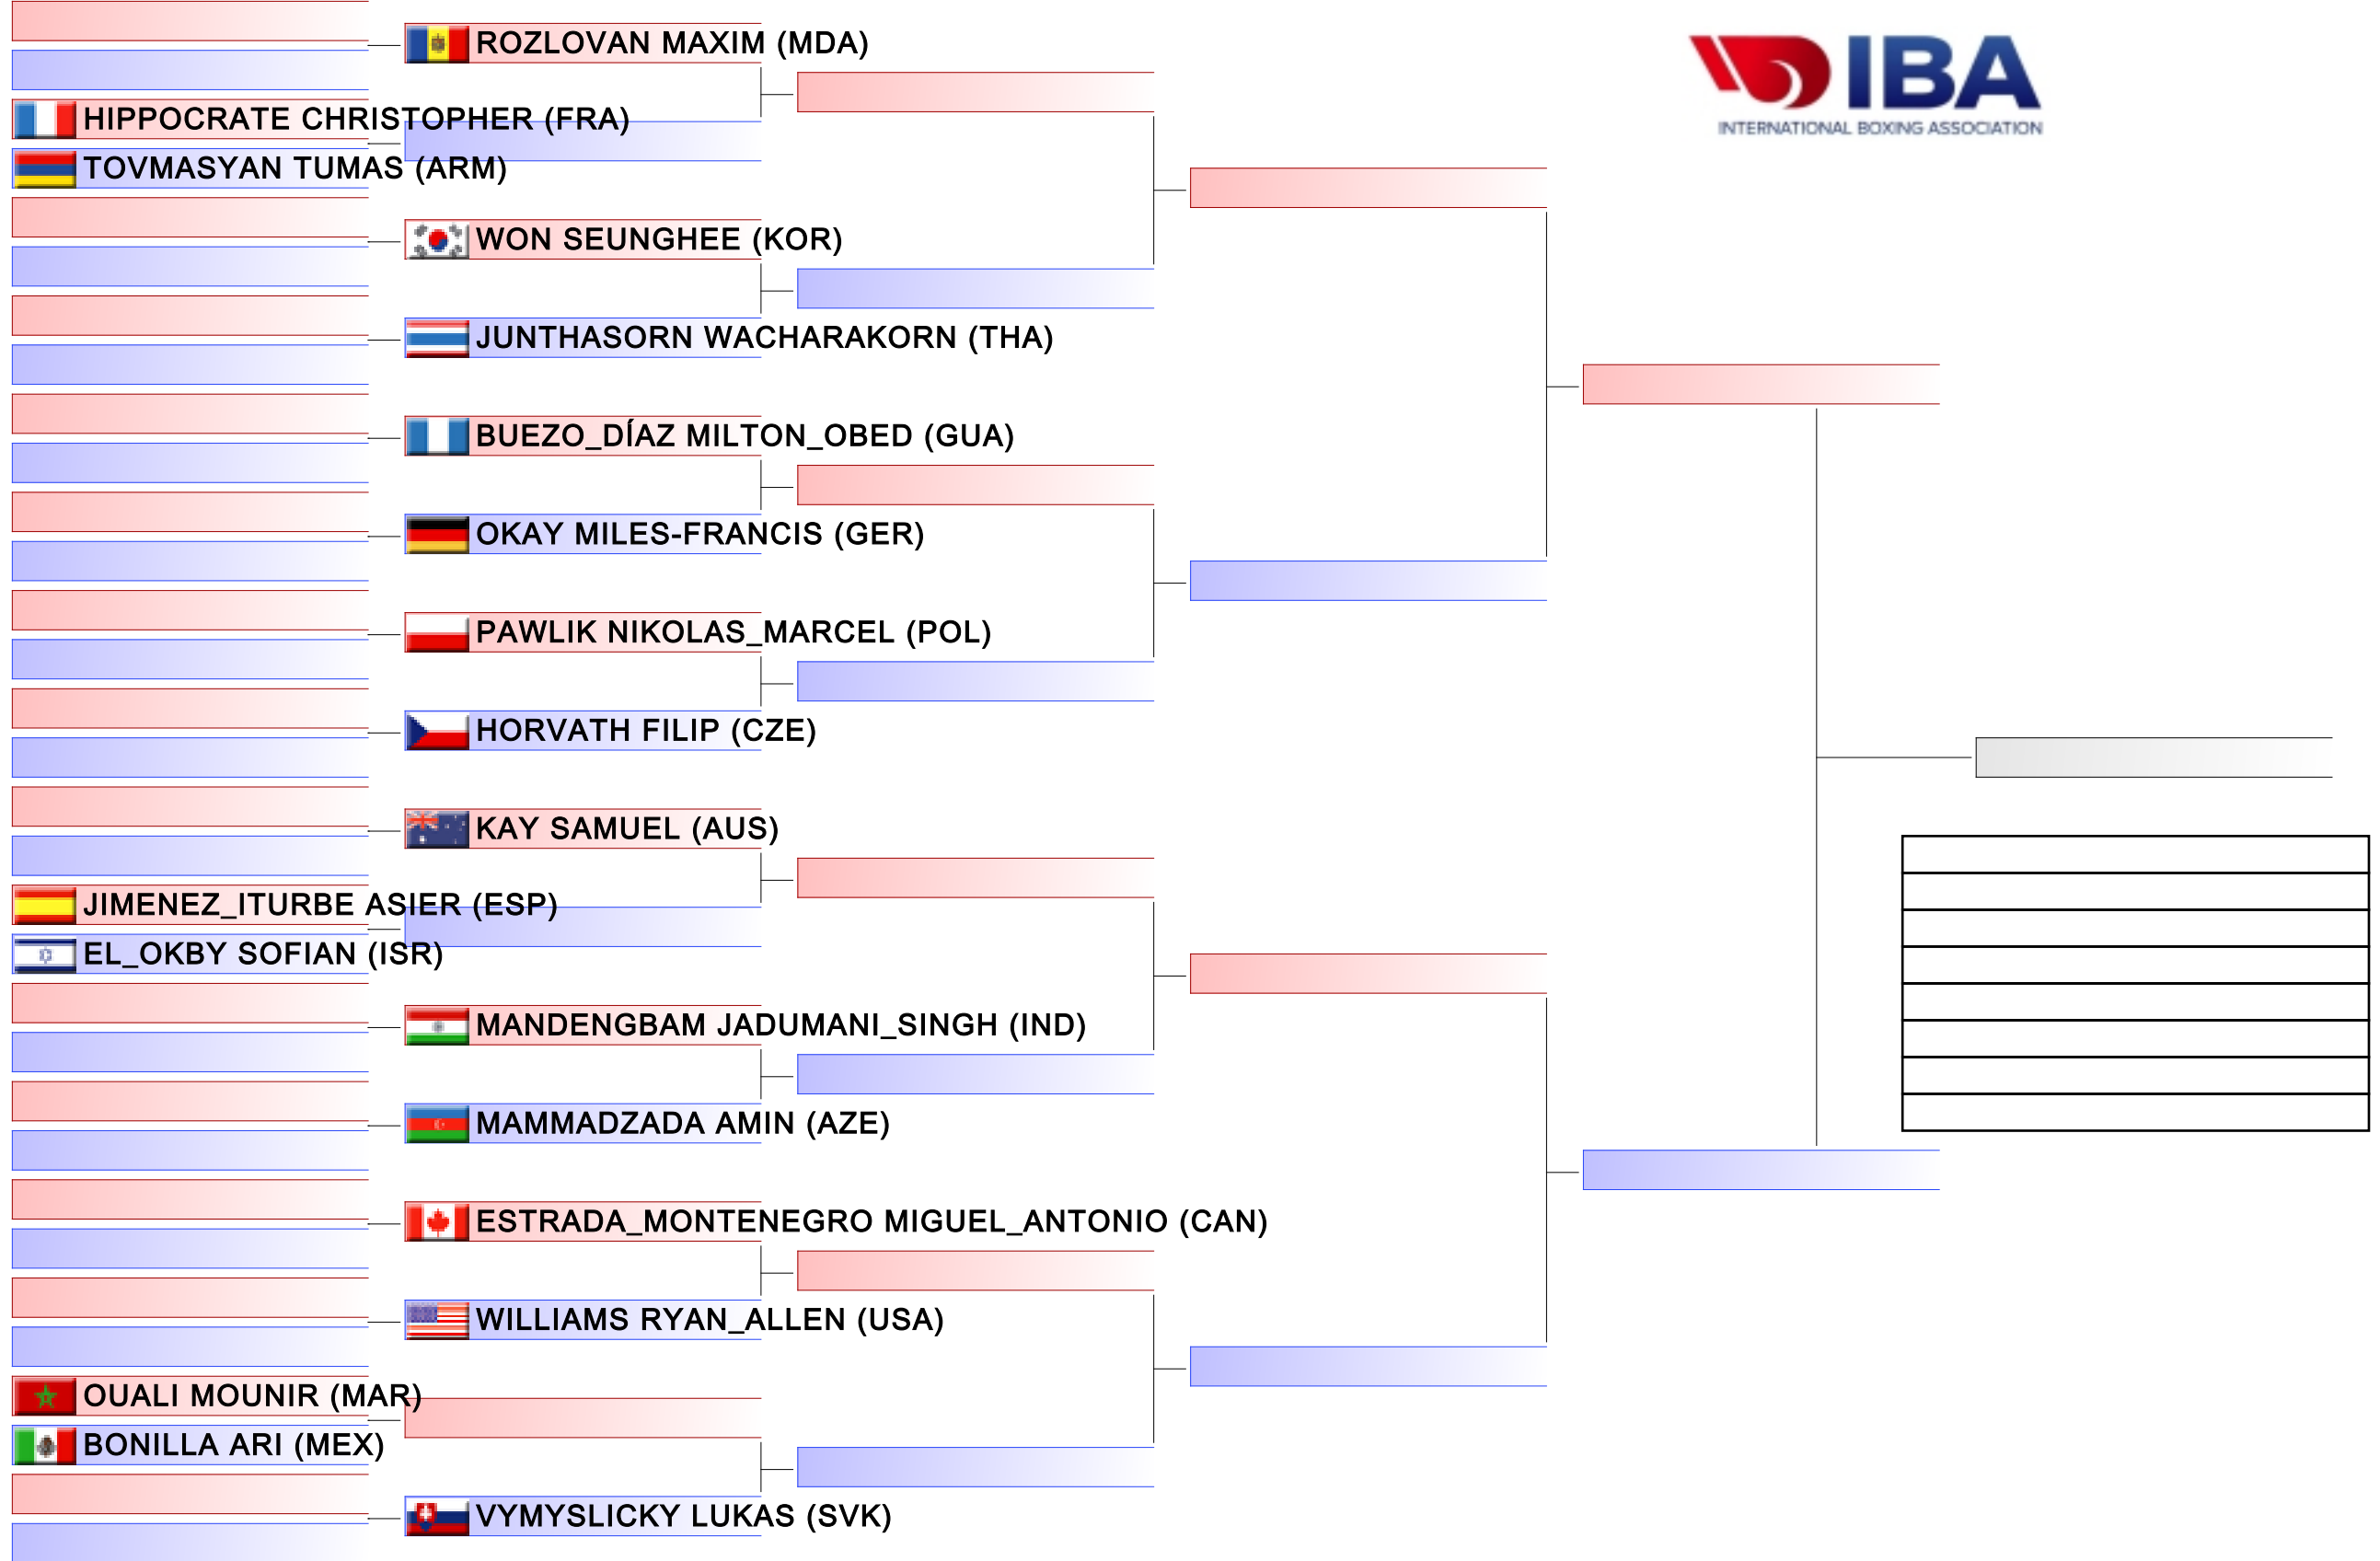 ROZLOVAN MAXIM (MDA)
IBA
INTERNATIONAL BOXING ASSOCIATION
HIPPOCRATE CHRISTOPHER (FRA)
TOVMASYAN TUMAS (ARM)
WON SEUNGHEE (KOR)
JUNTHASORN WACHARAKORN (THA)
BUEZO_DÍAZ MILTON_OBED (GUA)
OKAY MILES-FRANCIS (GER)
PAWLIK NIKOLAS_MARCEL (POL)
HORVATH FILIP (CZE)
KAY SAMUEL (AUS)
JIMENEZ_ITURBE ASIER (ESP)
EL_OKBY SOFIAN (ISR)
MANDENGBAM JADUMANI_SINGH (IND)
MAMMADZADA AMIN (AZE)
ESTRADA_MONTENEGRO MIGUEL_ANTONIO (CAN)
WILLIAMS RYAN_ALLEN (USA)
OUALI MOUNIR (MAR)
BONILLA ARI (MEX)
VYMYSLICKY LUKAS (SVK)